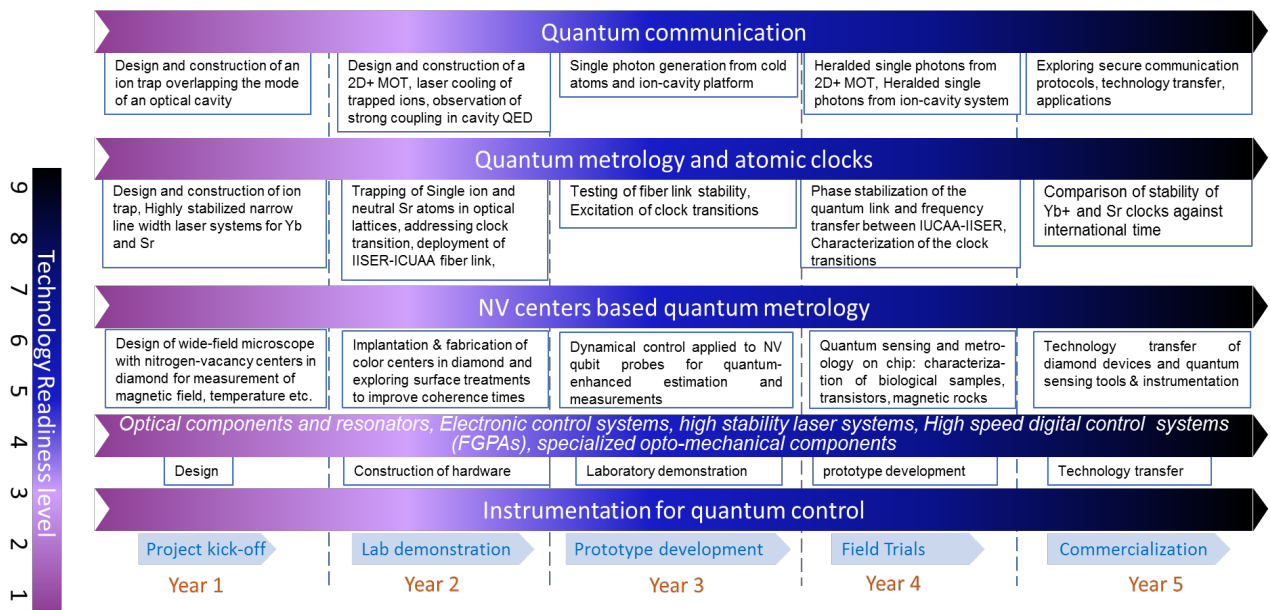 Quantum communication
Design and construction of an
ion trap overlapping the mode
of an optical cavity
Design and construction of a
2D+ MOT, laser cooling of
trapped ions, observation of
strong coupling in cavity QED
Single photon generation from cold
atoms and ion-cavity platform
Heralded single photons from
2D+ MOT, Heralded single
photons from ion-cavity system
Exploring secure communication
protocols, technology transfer,
applications
Quantum metrology and atomic clocks
Design and construction of ion
trap, Highly stabilized narrow
line width laser systems for Yb
and Sr
Trapping of Single ion and
neutral Sr atoms in optical
lattices, addressing clock
transition, deployment of
IISER-ICUAA fiber link,
Testing of fiber link stability,
Excitation of clock transitions
Phase stabilization of the
quantum link and frequency
transfer between IUCAA-IISER,
Characterization of the clock
transitions
Comparison of stability of
Yb+ and Sr clocks against
international time
NV centers based quantum metrology
Design of wide-field microscope
with nitrogen-vacancy centers in
diamond for measurement of
magnetic field, temperature etc.
Implantation & fabrication of
color centers in diamond and
exploring surface treatments
to improve coherence times
Dynamical control applied to NV
qubit probes for quantum-
enhanced estimation and
measurements
Quantum sensing and metro-
logy on chip: characteriza-
tion of biological samples,
transistors, magnetic rocks
Technology transfer of
diamond devices and quantum
sensing tools & instrumentation
Optical components and resonators, Electronic control systems, high stability laser systems, High speed digital control systems
(FGPAs), specialized opto-mechanical components
Design
Construction of hardware
Laboratory demonstration
prototype development
Technology transfer
Instrumentation for quantum control
Project kick-off
Lab demonstration
Prototype development
Field Trials
Commercialization
Year 1
Year 2
Year 3
Year 4
Year 5
Technology Readiness level
9
8
7
6
5
4
3
2
1